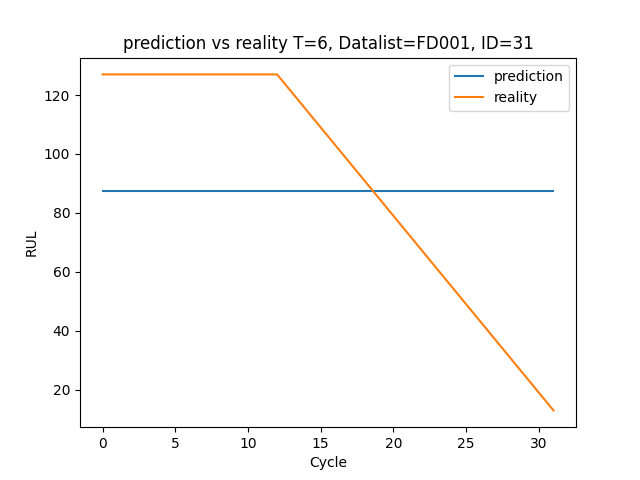 prediction vs reality T=6, Datalist=FD001, ID=31
prediction
reality
RUL
120
100
80
60
40
20
0 5 10 15 20 25 30
Cycle